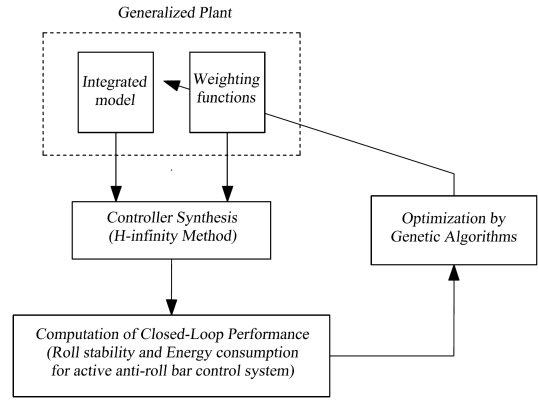 Generalized Plant
Integrated
model
Weighting
functions
Controller Synthesis
(H-infinity Method)
Optimization by
Genetic Algorithms
Computation of Closed-Loop Performance
(Roll stability and Energy consumption
for active anti-roll bar control system)